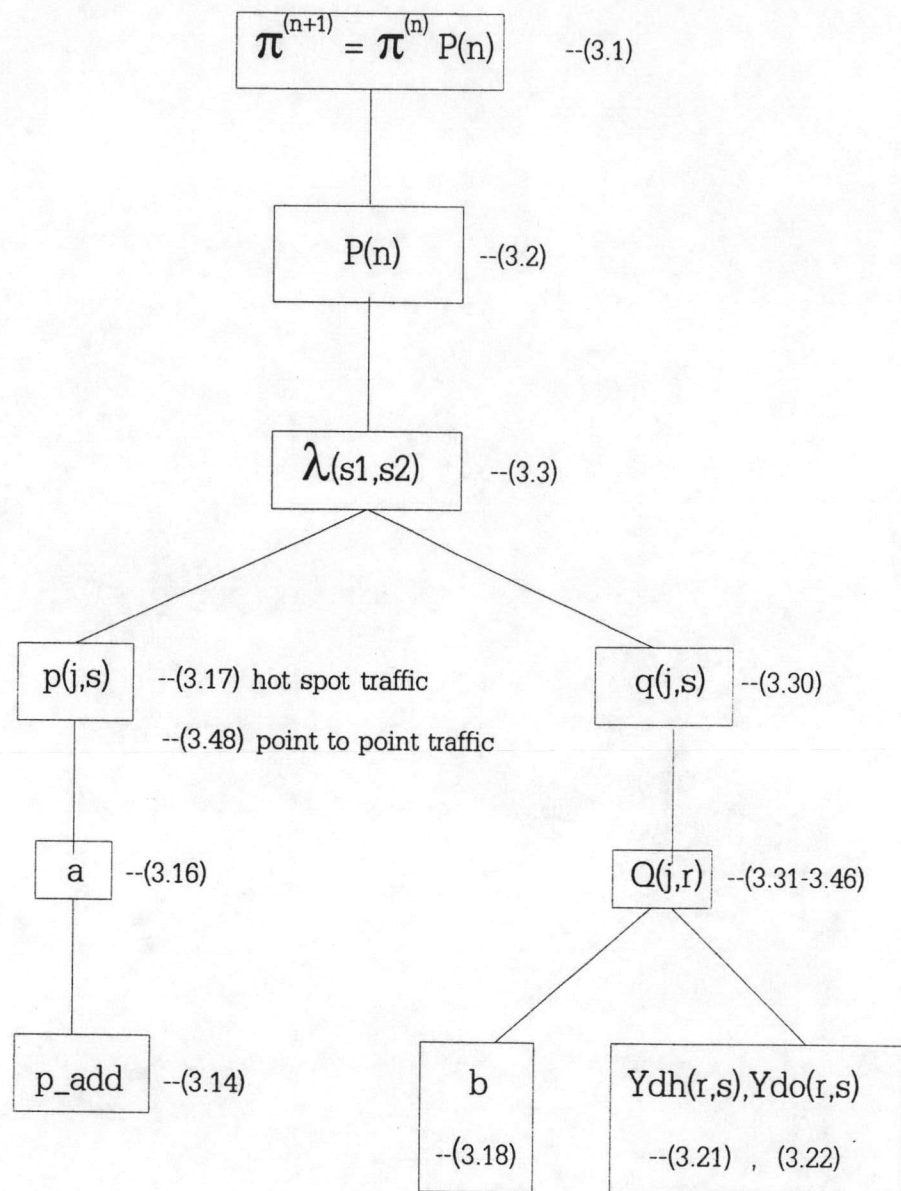 π^(n+1) = π^(n) P(n) --(3.1)
P(n) --(3.2)
λ(s1,s2) --(3.3)
p(j,s) --(3.17) hot spot traffic
--(3.48) point to point traffic
q(j,s) --(3.30)
a --(3.16)
Q(j,r) --(3.31-3.46)
p_add --(3.14)
b
--(3.18)
Ydh(r,s),Ydo(r,s)
--(3.21) , (3.22)